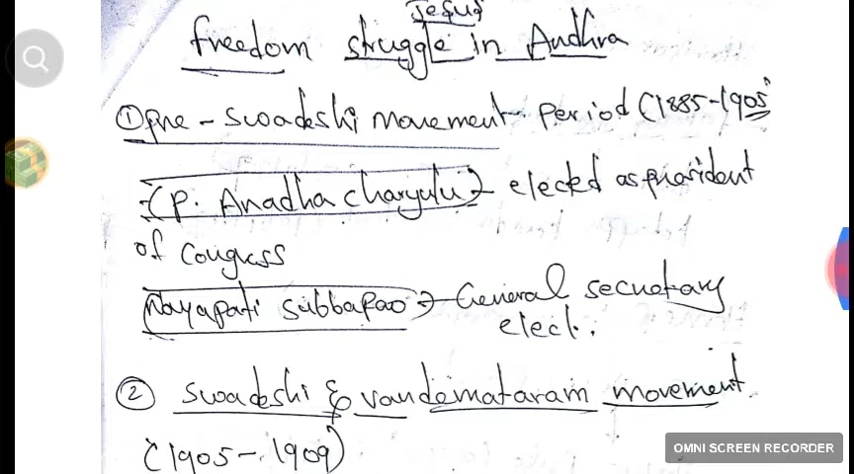 Jesus
freedom struggle in Andhra
① pre - swadeshi movement period (1885-1905)
(P. Anadha charyulu) - elected as president
of Congress
Nayapati subbarao → General secretary
elect.
② swadeshi & vandemataram movement
(1905-1909)
OMNI SCREEN RECORDER